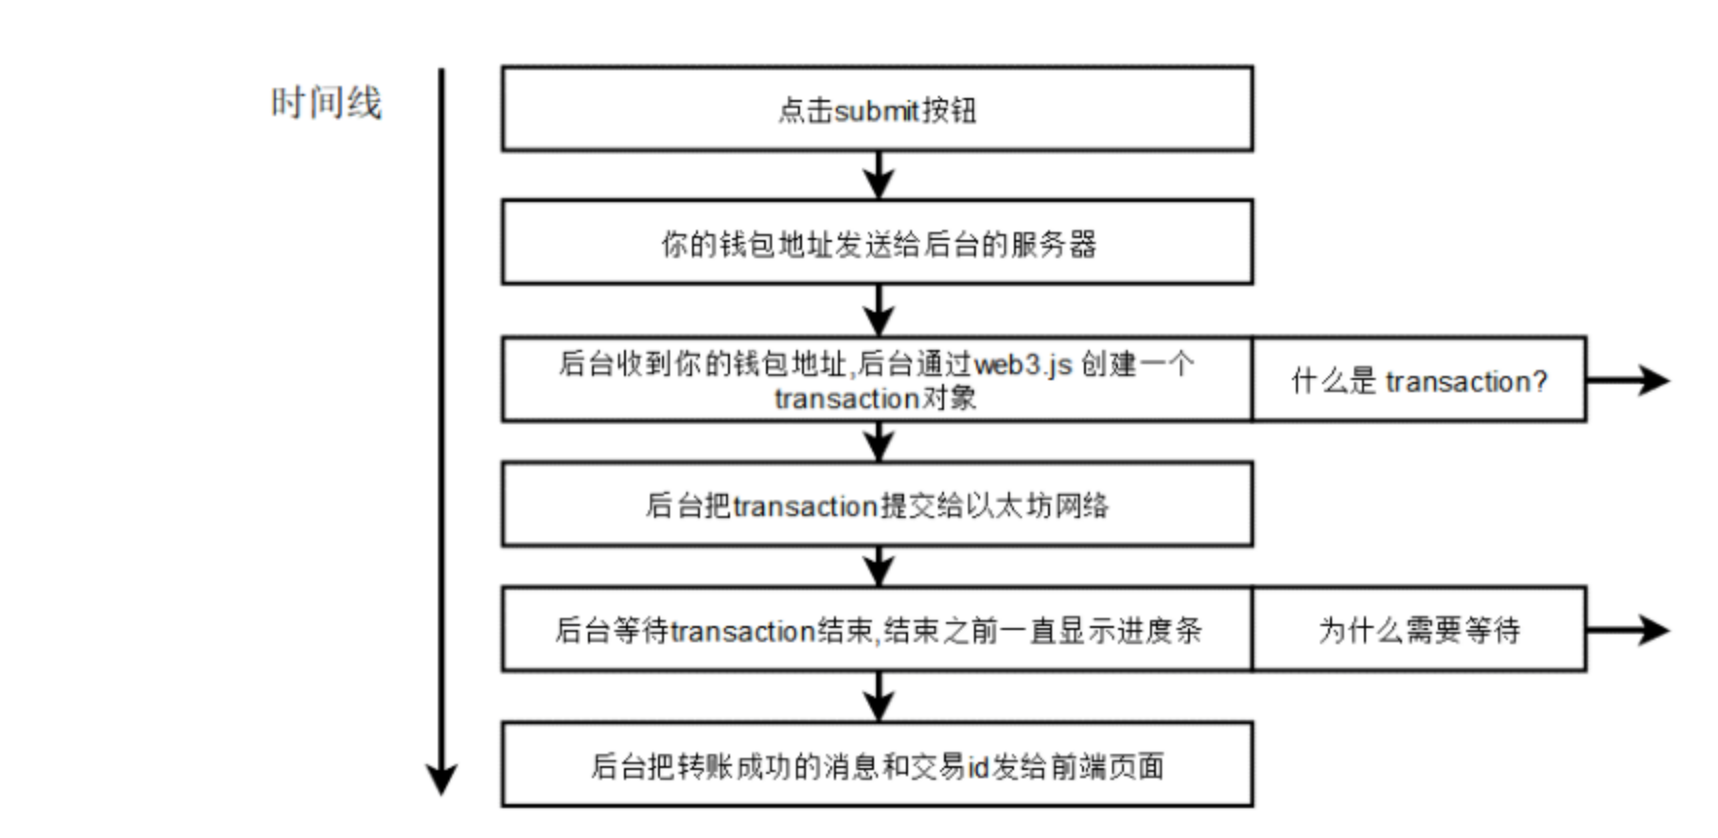 时间线
点击submit按钮
你的钱包地址发送给后台的服务器
后台收到你的钱包地址,后台通过web3.js 创建一个
transaction对象
什么是 transaction?
后台把transaction提交给以太坊网络
后台等待transaction结束,结束之前一直显示进度条
为什么需要等待
后台把转账成功的消息和交易id发给前端页面